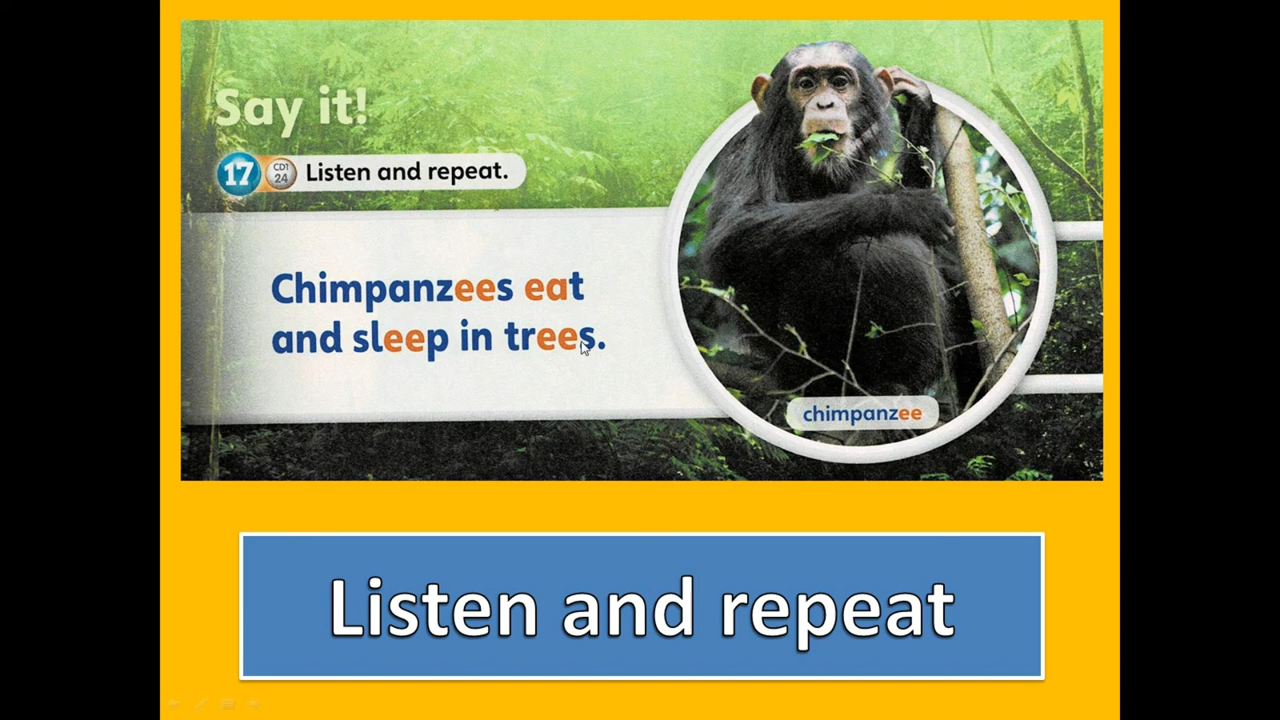 Say it!
17 CD1 24 Listen and repeat.
Chimpanzees eat
and sleep in trees.
chimpanzee
Listen and repeat